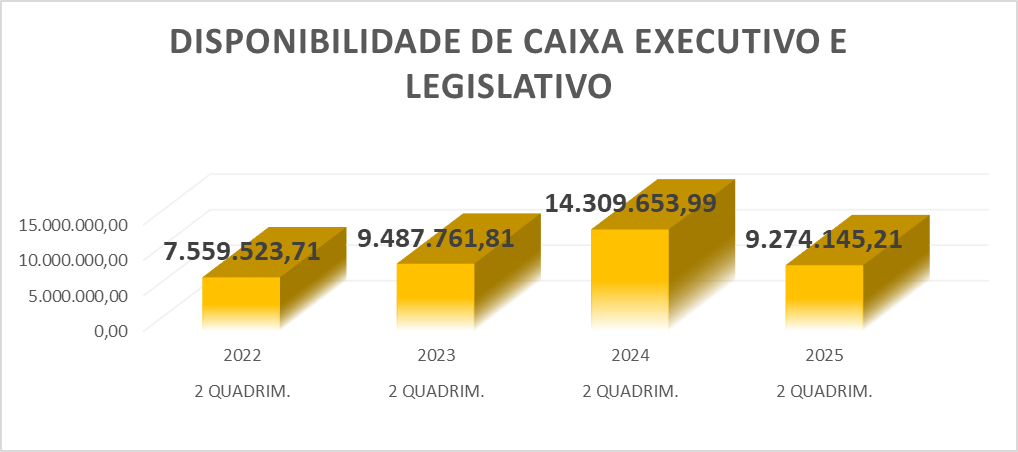 DISPONIBILIDADE DE CAIXA EXECUTIVO E
LEGISLATIVO
15.000.000,00
10.000.000,00
5.000.000,00
0,00
7.559.523,71
9.487.761,81
14.309.653,99
9.274.145,21
2022 2023 2024 2025
2 QUADRIM. 2 QUADRIM. 2 QUADRIM. 2 QUADRIM.